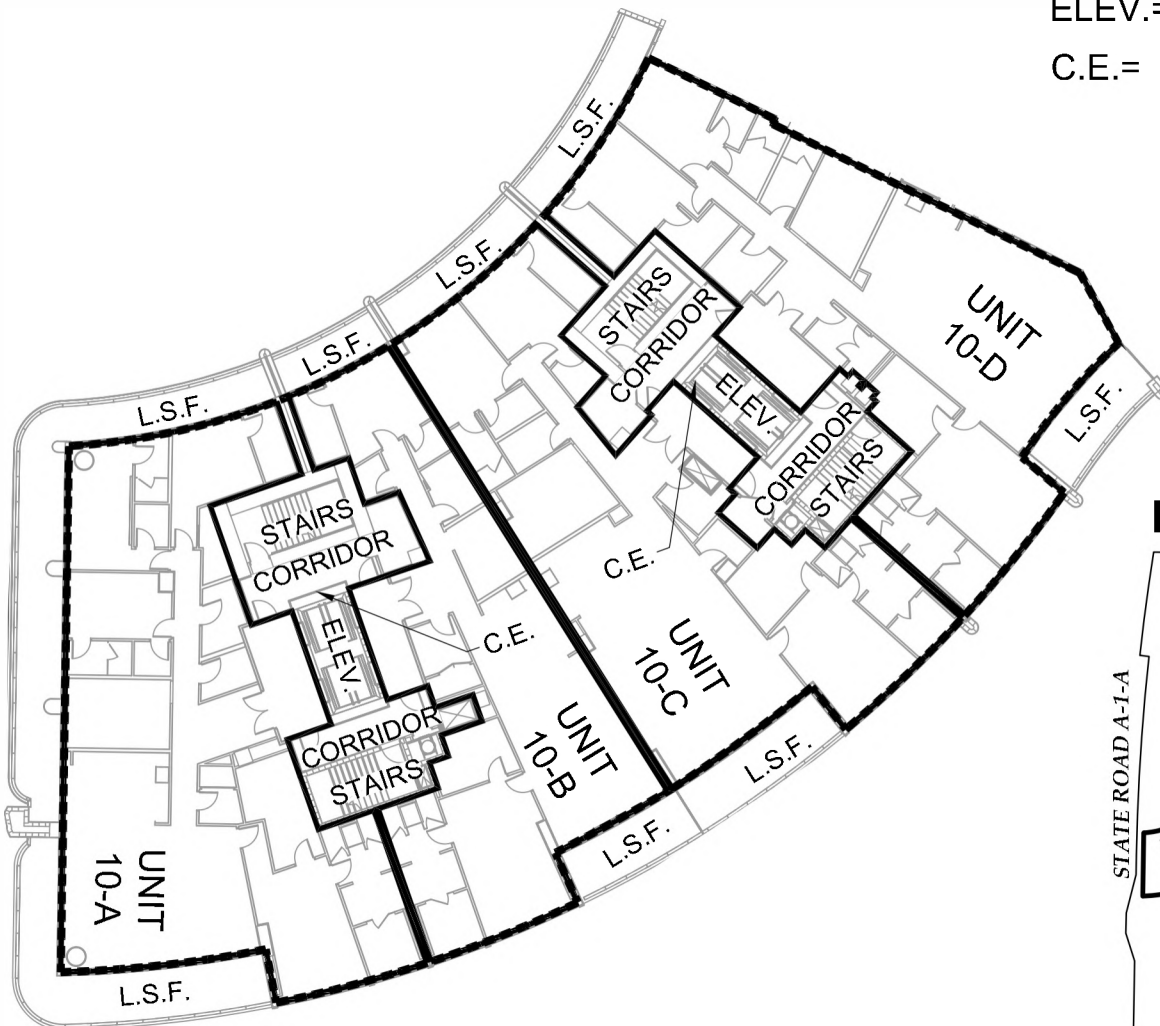 ELEV.=
C.E.=
L.S.F.
L.S.F.
L.S.F.
L.S.F.
STAIRS
CORRIDOR
UNIT
10-D
ELEV.
L.S.F.
CORRIDOR
STAIRS
C.E.
STAIRS
CORRIDOR
ELEV.
C.E.
UNIT
10-C
CORRIDOR
STAIRS
UNIT
10-B
L.S.F.
L.S.F.
UNIT
10-A
L.S.F.
STATE ROAD A-1-A